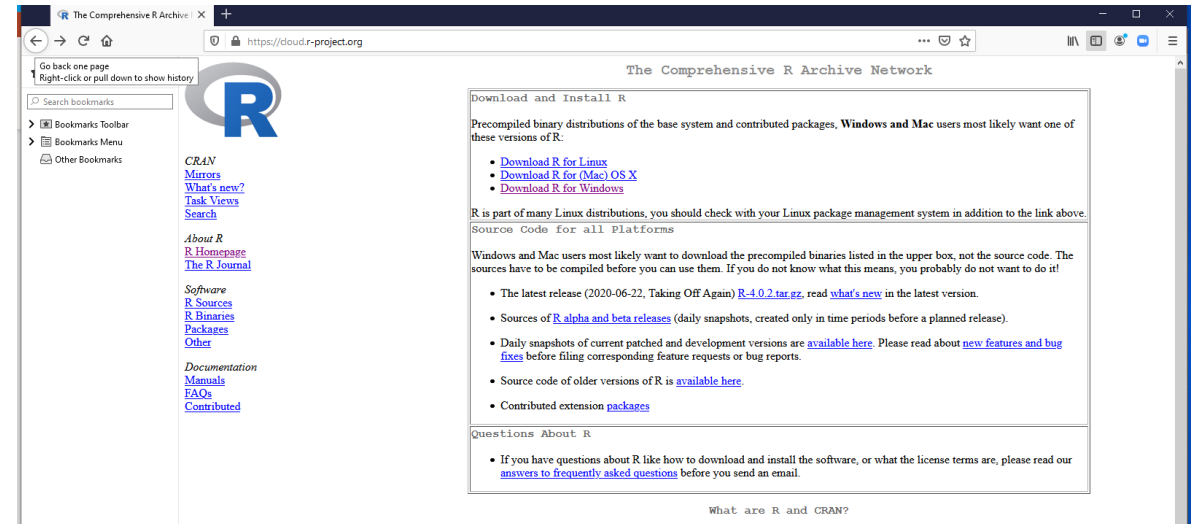 The Comprehensive R Archive
https://cloud.r-project.org
Go back one page
Right-click or pull down to show history
Search bookmarks
Bookmarks Toolbar
Bookmarks Menu
Other Bookmarks
R
CRAN
Mirrors
What's new?
Task Views
Search
About R
R Homepage
The R Journal
Software
R Sources
R Binaries
Packages
Other
Documentation
Manuals
FAQs
Contributed
The Comprehensive R Archive Network
Download and Install R
Precompiled binary distributions of the base system and contributed packages, Windows and Mac users most likely want one of
these versions of R:
• Download R for Linux
• Download R for (Mac) OS X
• Download R for Windows
R is part of many Linux distributions, you should check with your Linux package management system in addition to the link above.
Source Code for all Platforms
Windows and Mac users most likely want to download the precompiled binaries listed in the upper box, not the source code. The
sources have to be compiled before you can use them. If you do not know what this means, you probably do not want to do it!
• The latest release (2020-06-22, Taking Off Again) R-4.0.2.tar.gz, read what's new in the latest version.
• Sources of R alpha and beta releases (daily snapshots, created only in time periods before a planned release).
• Daily snapshots of current patched and development versions are available here. Please read about new features and bug
fixes before filing corresponding feature requests or bug reports.
• Source code of older versions of R is available here.
• Contributed extension packages
Questions About R
• If you have questions about R like how to download and install the software, or what the license terms are, please read our
answers to frequently asked questions before you send an email.
What are R and CRAN?